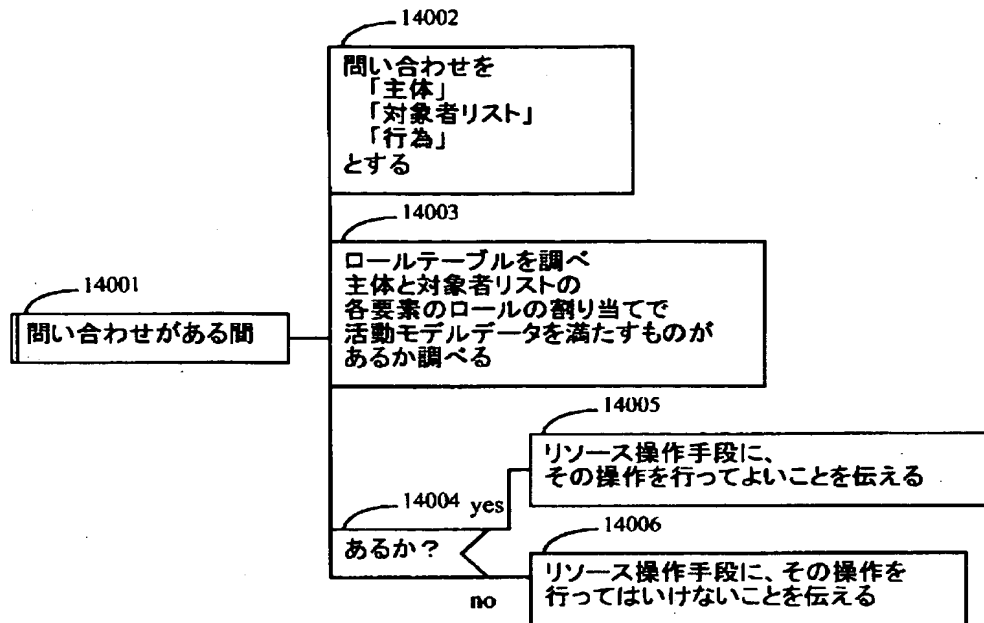 14001
問い合わせがある間
14002
問い合わせを
「主体」
「対象者リスト」
「行為」
とする
14003
ロールテーブルを調べ
主体と対象者リストの
各要素のロールの割り当てで
活動モデルデータを満たすものが
あるか調べる
14004
あるか？
yes
14005
リソース操作手段に、
その操作を行ってよいことを伝える
no
14006
リソース操作手段に、その操作を
行ってはいけないことを伝える